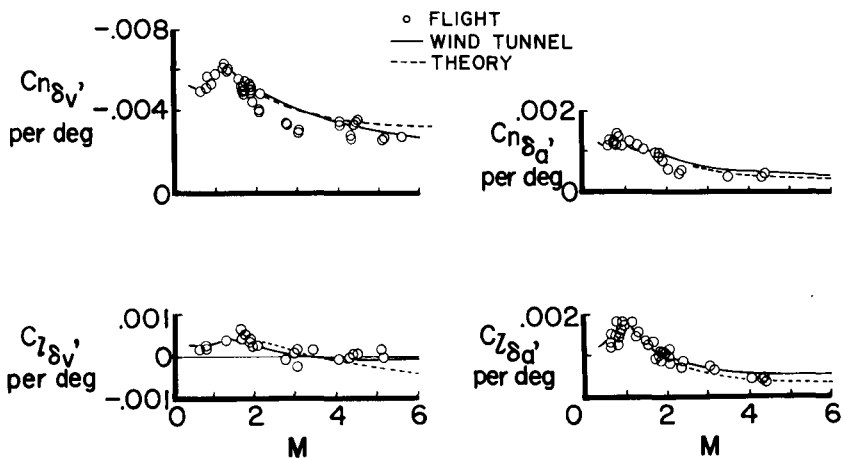 ○ FLIGHT
— WIND TUNNEL
---- THEORY
-.008
-.004
0
Cnδv'
per deg
.002
0
Cnδa'
per deg
.001
0
-.001
Clδv'
per deg
0 2 4 6
M
.002
0
Clδa'
per deg
0 2 4 6
M